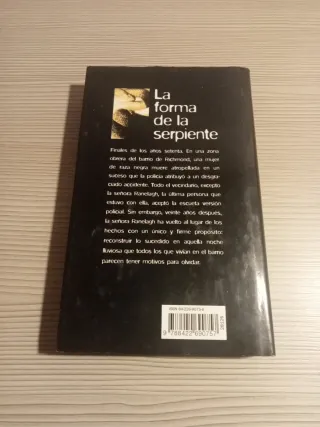 La
forma
de la
serpiente
Finales de los años setenta. En una zona
ribrera del barrio de Richmond, una mujer
de raza negra muere atropellada en un
suceso que la policía atribuyó a un desgra-
ciado accidente. Todo el vecindario, excepto
la señora Ranelagh, la última persona que
estuvo con ella, aceptó la escueta versión
policial. Sin embargo, veinte años después,
la señora Ranelagh ha vuelto al lugar de los
hechos con un único y firme propósito:
reconstruir lo sucedido en aquella noche
lluviosa que todos los que vivían en el barrio
parecen tener motivos para olvidar.
9 788422 690757